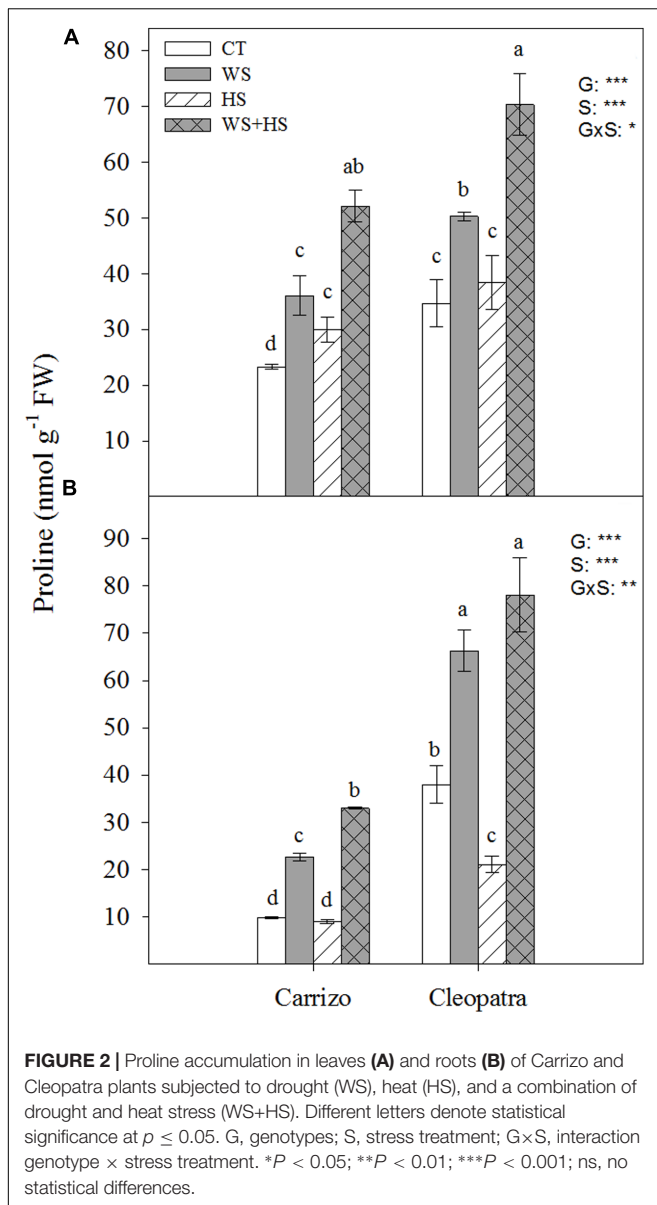 A
80
70
60
50
40
30
20
10
CT
WS
HS
WS+HS
G: ***
S: ***
GxS: *
d
c
c
ab
c
b
c
a
Proline (nmol g⁻¹ FW)
B
90
80
70
60
50
40
30
20
10
G: ***
S: ***
GxS: **
d
c
d
b
b
a
c
a
Carrizo
Cleopatra
FIGURE 2 | Proline accumulation in leaves (A) and roots (B) of Carrizo and
Cleopatra plants subjected to drought (WS), heat (HS), and a combination of
drought and heat stress (WS+HS). Different letters denote statistical
significance at p ≤ 0.05. G, genotypes; S, stress treatment; G×S, interaction
genotype × stress treatment. *P < 0.05; **P < 0.01; ***P < 0.001; ns, no
statistical differences.